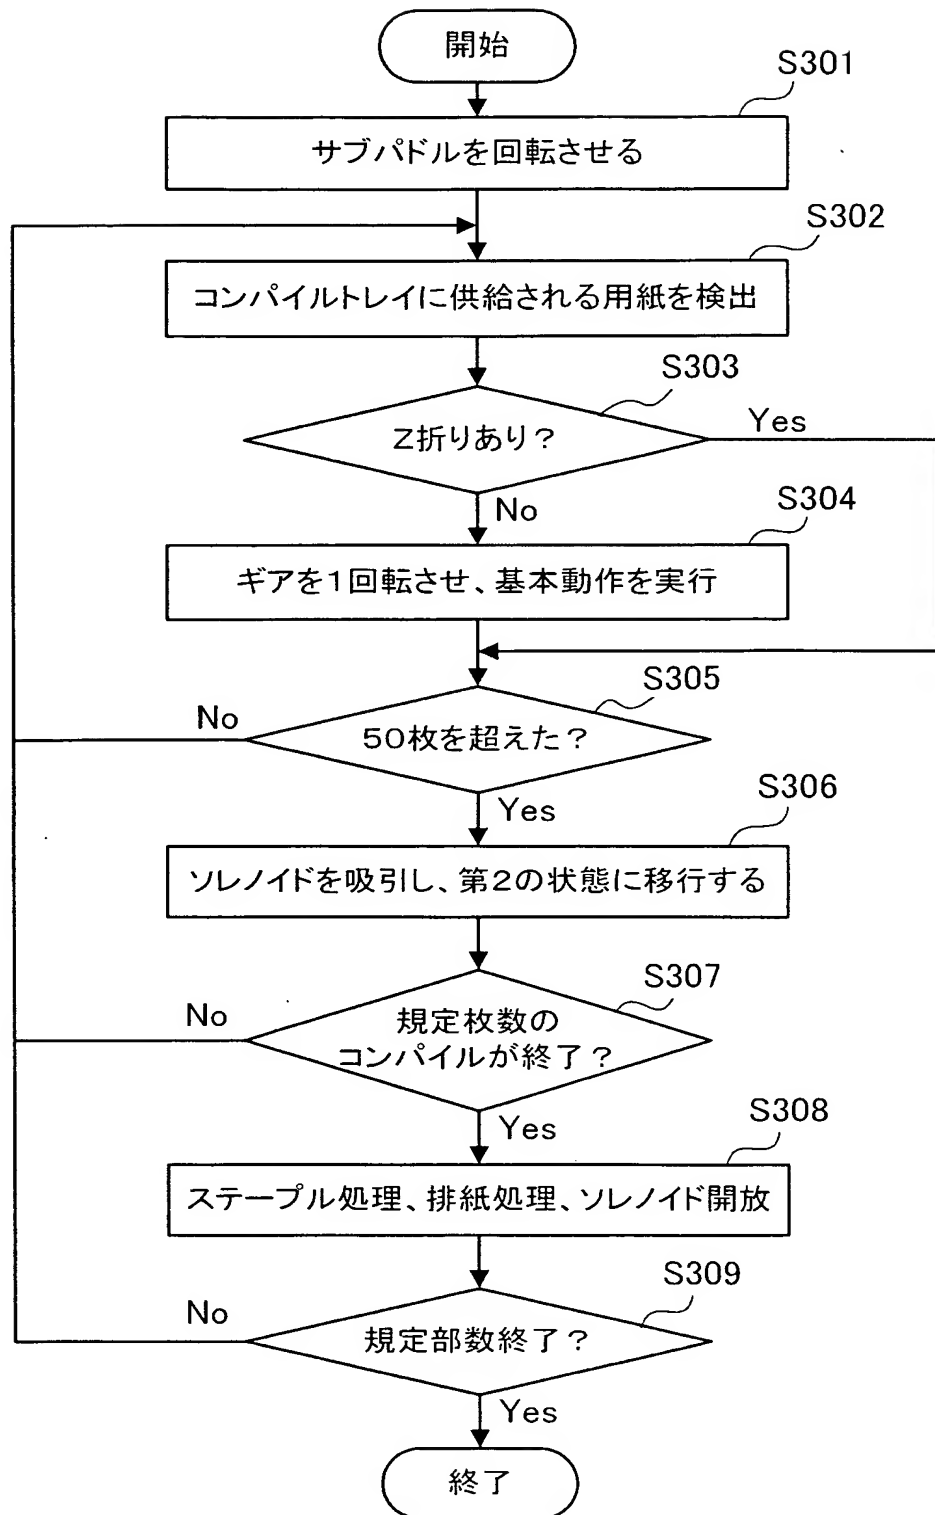 開始
S301
サブパドルを回転させる
S302
コンパイルトレイに供給される用紙を検出
S303
Z折りあり？
Yes
No
S304
ギアを1回転させ、基本動作を実行
S305
No
50枚を超えた？
Yes
S306
ソレノイドを吸引し、第2の状態に移行する
S307
No
規定枚数の
コンパイルが終了？
Yes
S308
ステープル処理、排紙処理、ソレノイド開放
S309
No
規定部数終了？
Yes
終了